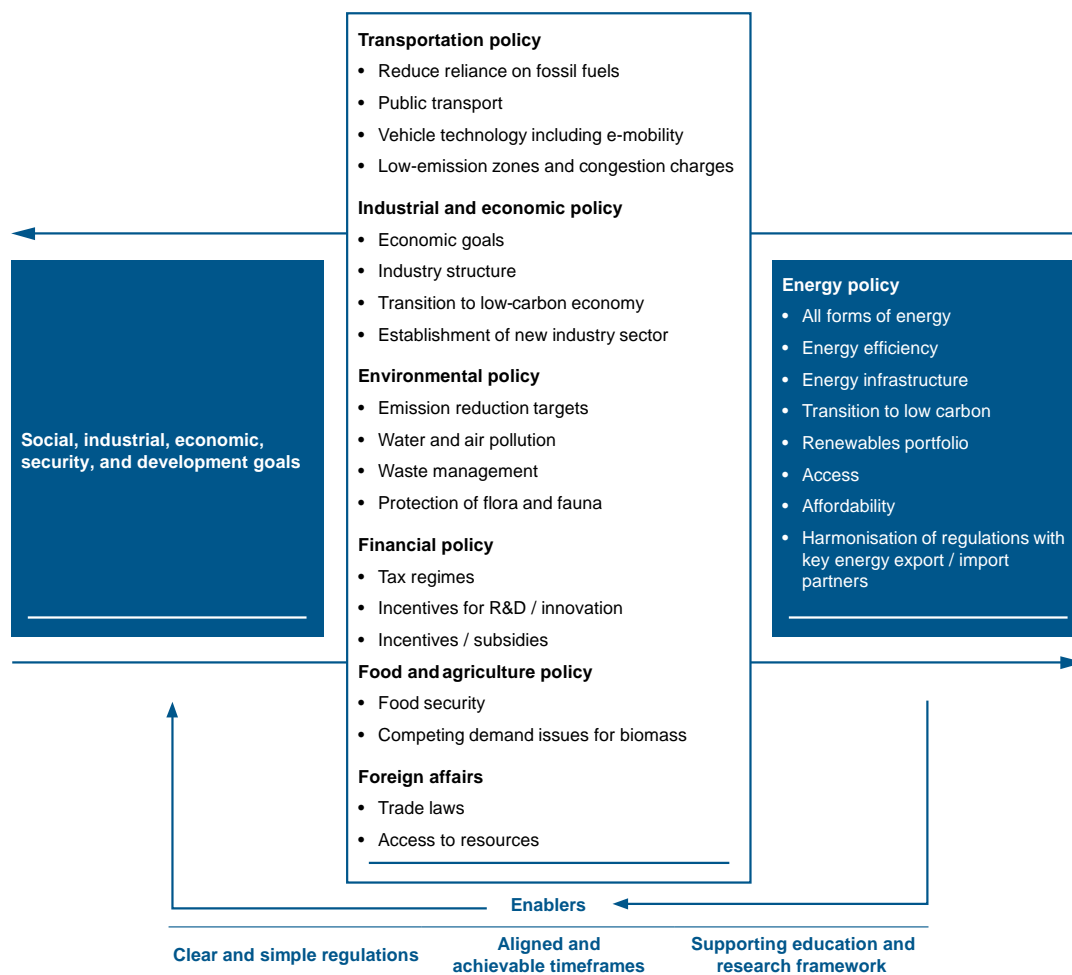 Social, industrial, economic,
security, and development goals
Transportation policy
• Reduce reliance on fossil fuels
• Public transport
• Vehicle technology including e-mobility
• Low-emission zones and congestion charges
Industrial and economic policy
• Economic goals
• Industry structure
• Transition to low-carbon economy
• Establishment of new industry sector
Environmental policy
• Emission reduction targets
• Water and air pollution
• Waste management
• Protection of flora and fauna
Financial policy
• Tax regimes
• Incentives for R&D / innovation
• Incentives / subsidies
Food and agriculture policy
• Food security
• Competing demand issues for biomass
Foreign affairs
• Trade laws
• Access to resources
Energy policy
• All forms of energy
• Energy efficiency
• Energy infrastructure
• Transition to low carbon
• Renewables portfolio
• Access
• Affordability
• Harmonisation of regulations with
key energy export / import
partners
Enablers
Clear and simple regulations
Aligned and
achievable timeframes
Supporting education and
research framework